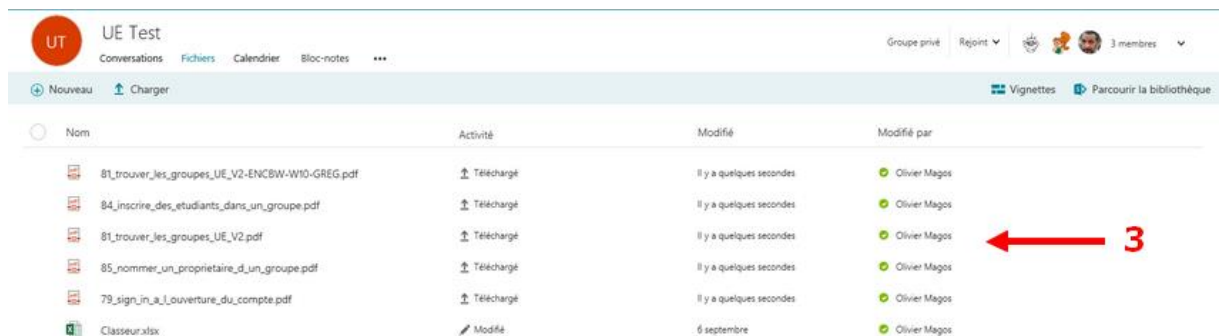 UT
UE Test
Conversations Fichiers Calendrier Bloc-notes •••
Groupe privé Rejoint 3 membres
Nouveau Charger Vignettes Parcourir la bibliothèque
Nom Activité Modifié Modifié par
81_trouver_les_groupes_UE_V2-ENCBW-W10-GREG.pdf Téléchargé Il y a quelques secondes Olivier Magos
84_inscrire_des_etudiants_dans_un_groupe.pdf Téléchargé Il y a quelques secondes Olivier Magos
81_trouver_les_groupes_UE_V2.pdf Téléchargé Il y a quelques secondes Olivier Magos
3
85_nommer_un_proprietaire_d_un_groupe.pdf Téléchargé Il y a quelques secondes Olivier Magos
79_sign_in_a_l_ouverture_du_compte.pdf Téléchargé Il y a quelques secondes Olivier Magos
Classeur.xlsx Modifié 6 septembre Olivier Magos